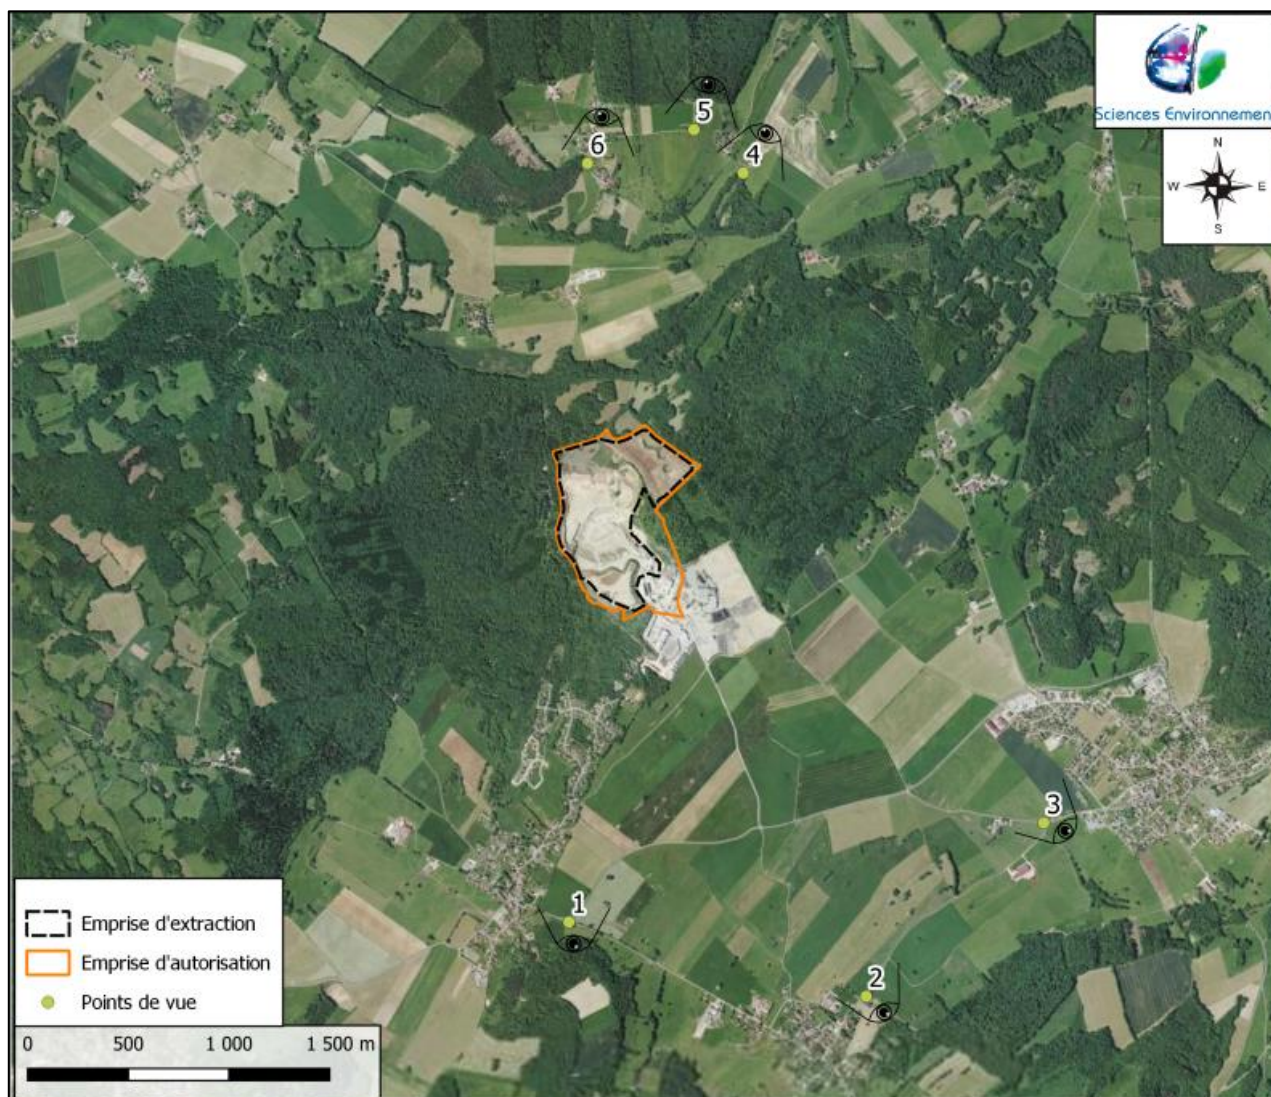 Sciences Environnement
N
W E
S
5
6
4
3
1
2
Emprise d'extraction
Emprise d'autorisation
Points de vue
0 500 1 000 1 500 m